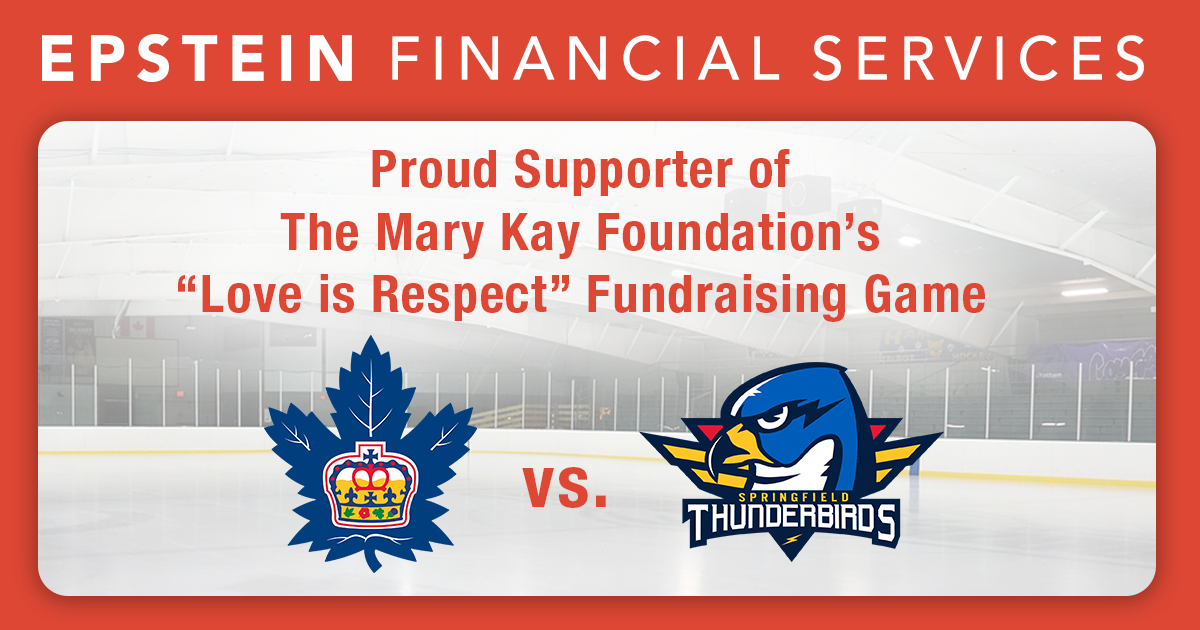 EPSTEIN FINANCIAL SERVICES
Proud Supporter of
The Mary Kay Foundation’s
“Love is Respect” Fundraising Game
vs.
SPRINGFIELD
THUNDERBIRDS